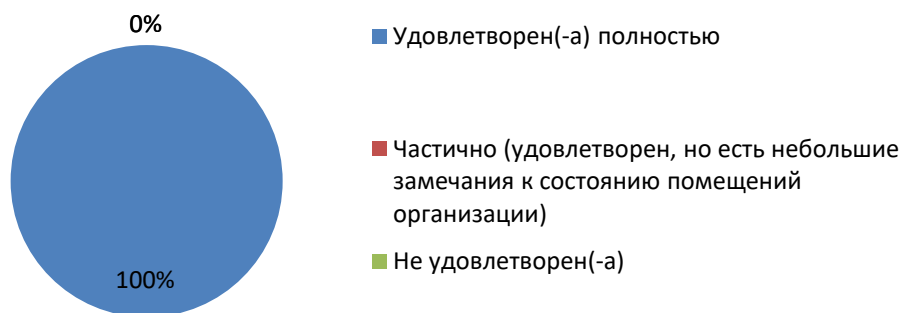 0%
100%
Удовлетворен(-а) полностью
Частично (удовлетворен, но есть небольшие
замечания к состоянию помещений
организации)
Не удовлетворен(-а)